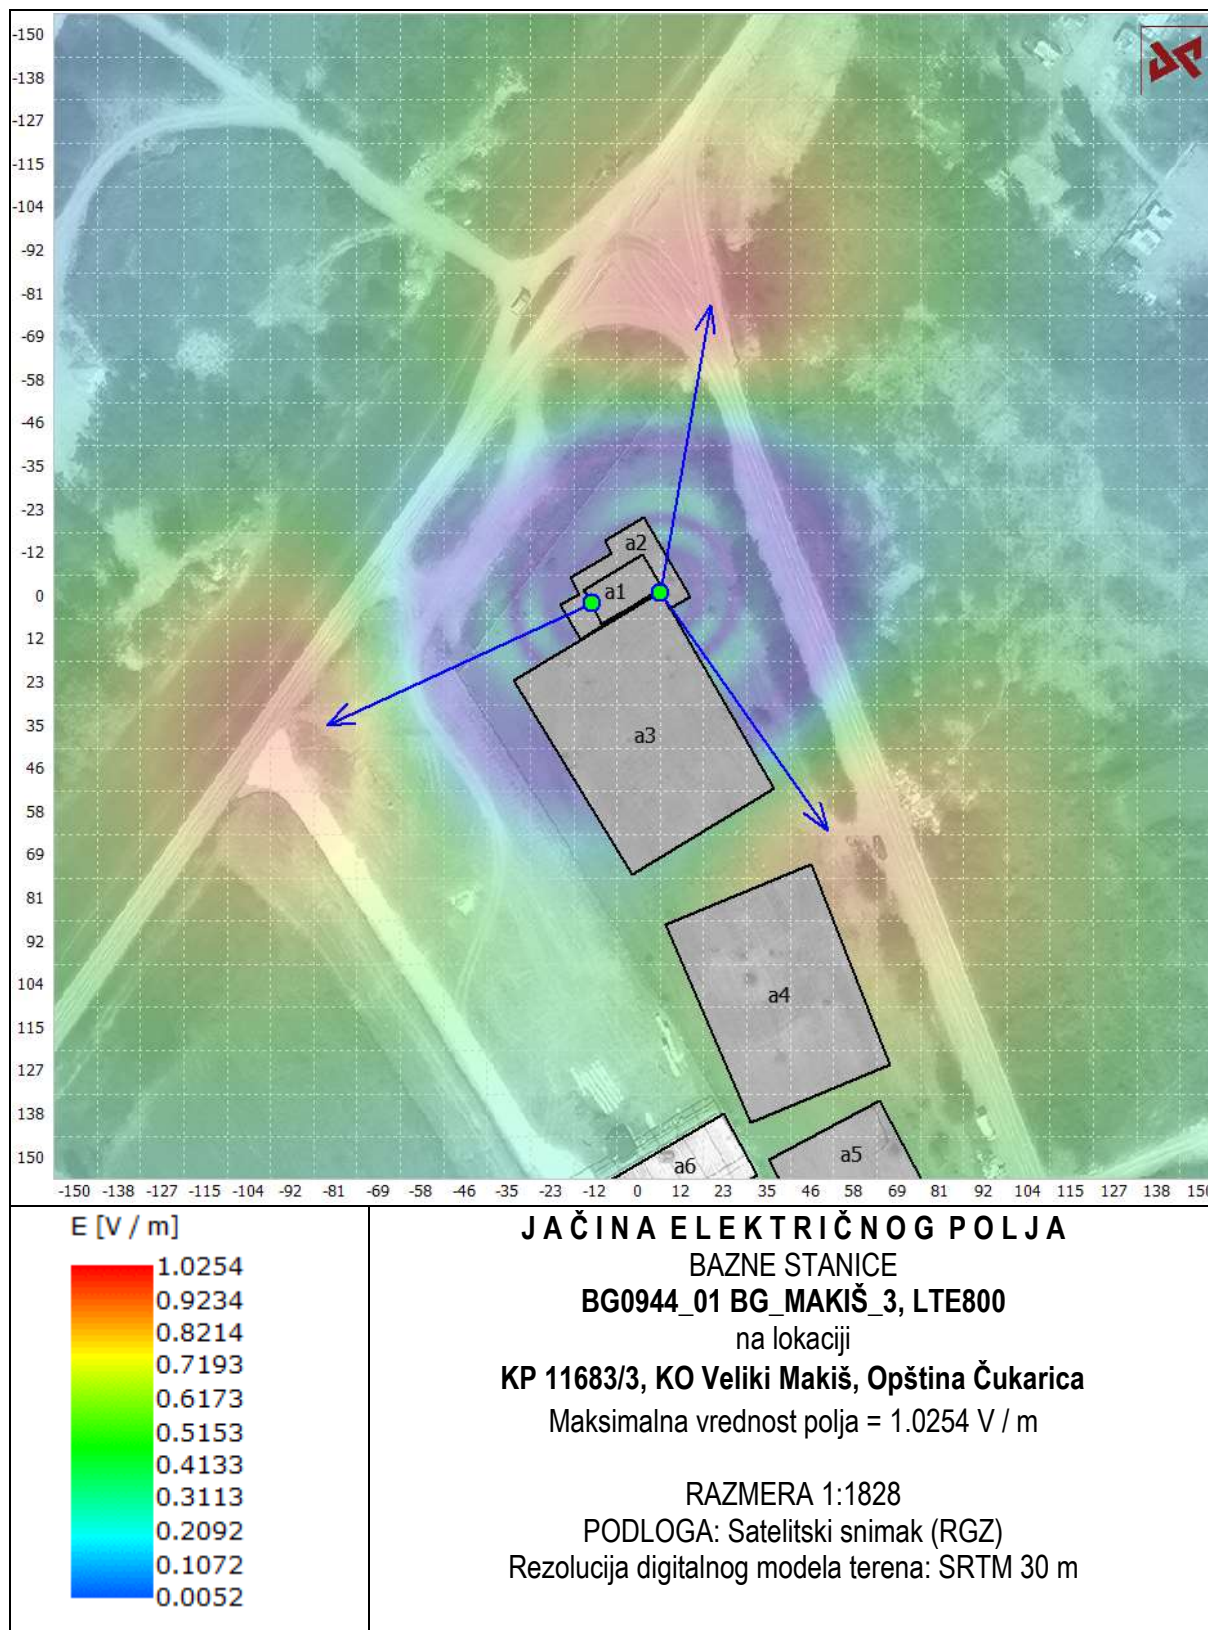 -150
-138
-127
-115
-104
-92
-81
-69
-58
-46
-35
-23
-12
0
12
23
35
46
58
69
81
92
104
115
127
138
150
a2
a1
a3
a4
a5
a6
-150 -138 -127 -115 -104 -92 -81 -69 -58 -46 -35 -23 -12 0 12 23 35 46 58 69 81 92 104 115 127 138 150
E [V / m]
1.0254
0.9234
0.8214
0.7193
0.6173
0.5153
0.4133
0.3113
0.2092
0.1072
0.0052
JAČINA ELEKTRIČNOG POLJA
BAZNE STANICE
BG0944_01 BG_MAKIŠ_3, LTE800
na lokaciji
KP 11683/3, KO Veliki Makiš, Opština Čukarica
Maksimalna vrednost polja = 1.0254 V / m
RAZMERA 1:1828
PODLOGA: Satelitski snimak (RGZ)
Rezolucija digitalnog modela terena: SRTM 30 m